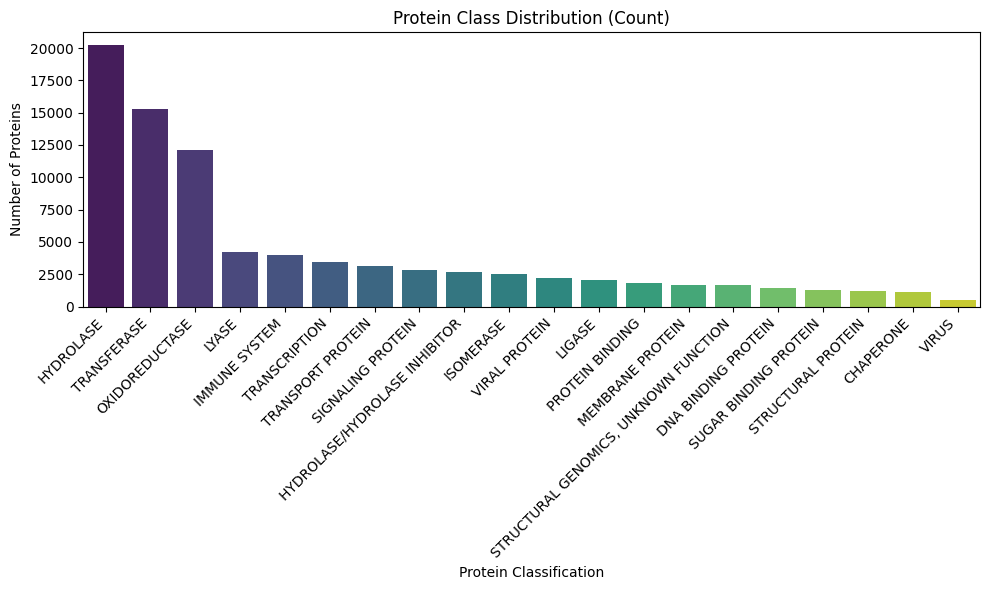 Protein Class Distribution (Count)
Number of Proteins
20000
17500
15000
12500
10000
7500
5000
2500
0
HYDROLASE
TRANSFERASE
OXIDOREDUCTASE
LYASE
IMMUNE SYSTEM
TRANSCRIPTION
TRANSPORT PROTEIN
SIGNALING PROTEIN
HYDROLASE/HYDROLASE INHIBITOR
ISOMERASE
VIRAL PROTEIN
LIGASE
PROTEIN BINDING
MEMBRANE PROTEIN
STRUCTURAL GENOMICS, UNKNOWN FUNCTION
DNA BINDING PROTEIN
SUGAR BINDING PROTEIN
STRUCTURAL PROTEIN
CHAPERONE
VIRUS
Protein Classification